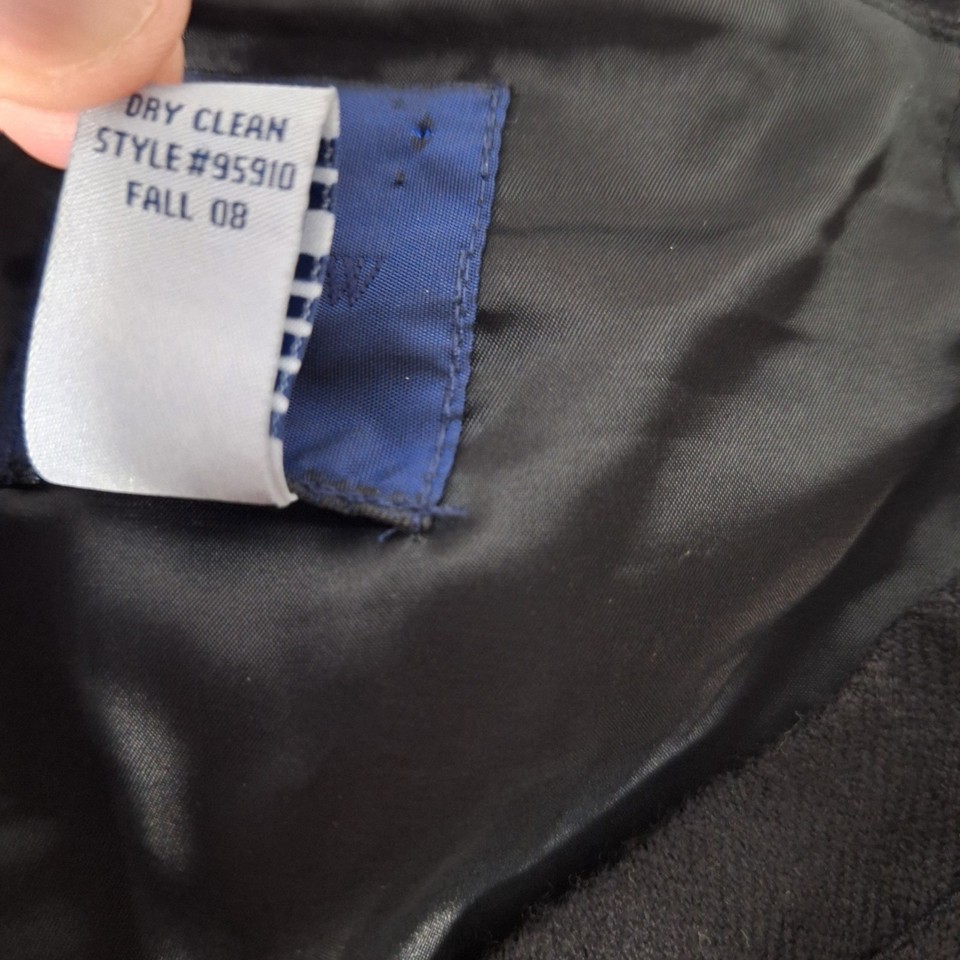 DRY CLEAN
STYLE #95910
FALL 08